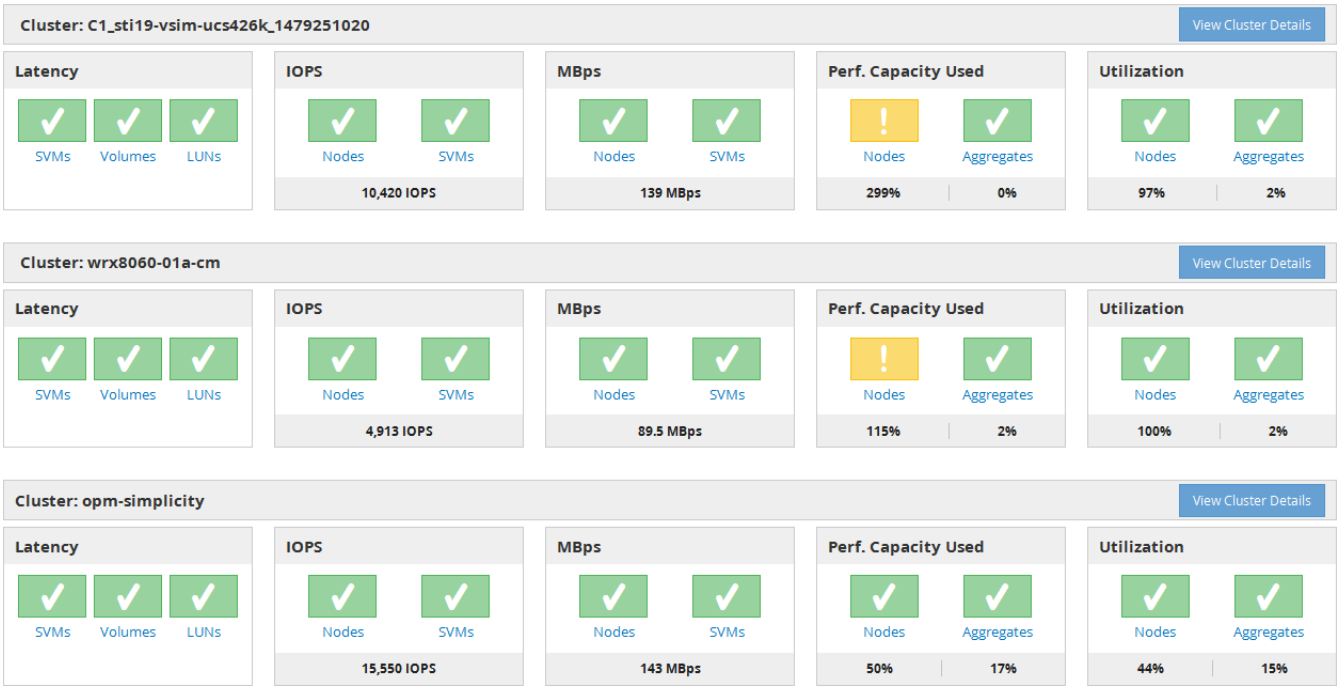 Cluster: C1_sti19-vsim-ucs426k_1479251020 View Cluster Details
Latency IOPS MBps Perf. Capacity Used Utilization
SVMs Volumes LUNs Nodes SVMs Nodes SVMs Nodes Aggregates Nodes Aggregates
10,420 IOPS 139 MBps 299% 0% 97% 2%
Cluster: wrx8060-01a-cm View Cluster Details
Latency IOPS MBps Perf. Capacity Used Utilization
SVMs Volumes LUNs Nodes SVMs Nodes SVMs Nodes Aggregates Nodes Aggregates
4,913 IOPS 89.5 MBps 115% 2% 100% 2%
Cluster: opm-simplicity View Cluster Details
Latency IOPS MBps Perf. Capacity Used Utilization
SVMs Volumes LUNs Nodes SVMs Nodes SVMs Nodes Aggregates Nodes Aggregates
15,550 IOPS 143 MBps 50% 17% 44% 15%